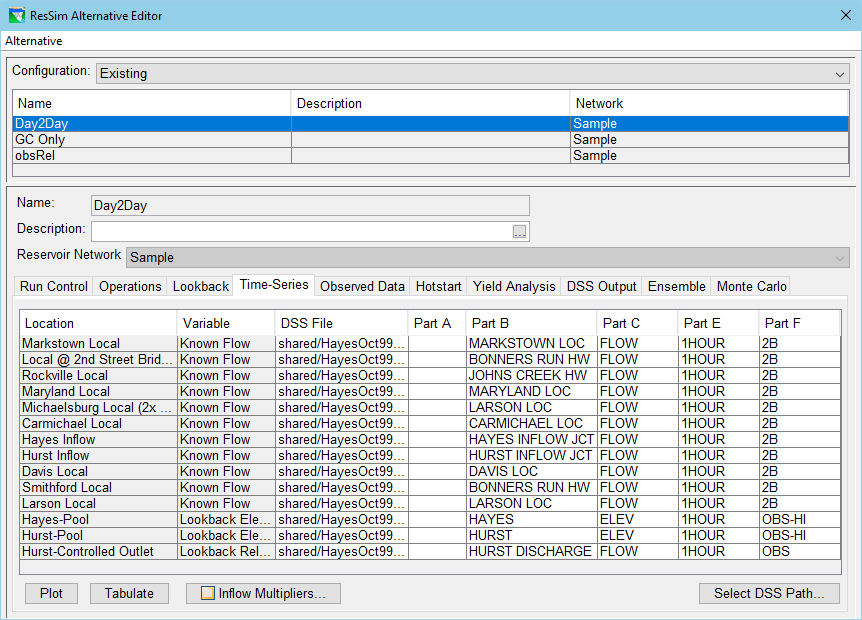 ResSim Alternative Editor
Alternative
Configuration: Existing
Name Description Network
Day2Day Sample
GC Only Sample
obsRel Sample
Name: Day2Day
Description: ...
Reservoir Network Sample
Run Control Operations Lookback Time-Series Observed Data Hotstart Yield Analysis DSS Output Ensemble Monte Carlo
Location Variable DSS File Part A Part B Part C Part E Part F
Markstown Local Known Flow shared/HayesOct99... MARKSTOWN LOC FLOW 1HOUR 2B
Local @ 2nd Street Brid... Known Flow shared/HayesOct99... BONNERS RUN HW FLOW 1HOUR 2B
Rockville Local Known Flow shared/HayesOct99... JOHNS CREEK HW FLOW 1HOUR 2B
Maryland Local Known Flow shared/HayesOct99... MARYLAND LOC FLOW 1HOUR 2B
Michaelsburg Local (2x ... Known Flow shared/HayesOct99... LARSON LOC FLOW 1HOUR 2B
Carmichael Local Known Flow shared/HayesOct99... CARMICHAEL LOC FLOW 1HOUR 2B
Hayes Inflow Known Flow shared/HayesOct99... HAYES INFLOW JCT FLOW 1HOUR 2B
Hurst Inflow Known Flow shared/HayesOct99... HURST INFLOW JCT FLOW 1HOUR 2B
Davis Local Known Flow shared/HayesOct99... DAVIS LOC FLOW 1HOUR 2B
Smithford Local Known Flow shared/HayesOct99... BONNERS RUN HW FLOW 1HOUR 2B
Larson Local Known Flow shared/HayesOct99... LARSON LOC FLOW 1HOUR 2B
Hayes-Pool Lookback Ele... shared/HayesOct99... HAYES ELEV 1HOUR OBS-HI
Hurst-Pool Lookback Ele... shared/HayesOct99... HURST ELEV 1HOUR OBS-HI
Hurst-Controlled Outlet Lookback Rel... shared/HayesOct99... HURST DISCHARGE FLOW 1HOUR OBS
Plot Tabulate Inflow Multipliers... Select DSS Path...